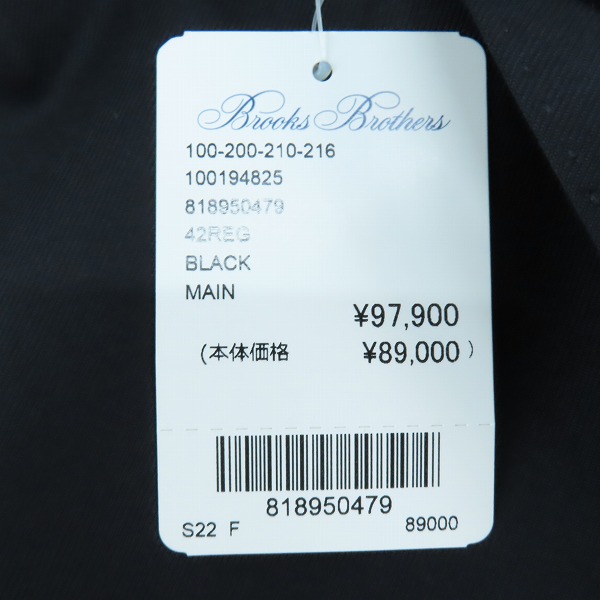 Brooks Brothers
100-200-210-216
100194825
818950479
42REG
BLACK
MAIN
¥97,900
(本体価格 ¥89,000 )
818950479
S22 F 89000